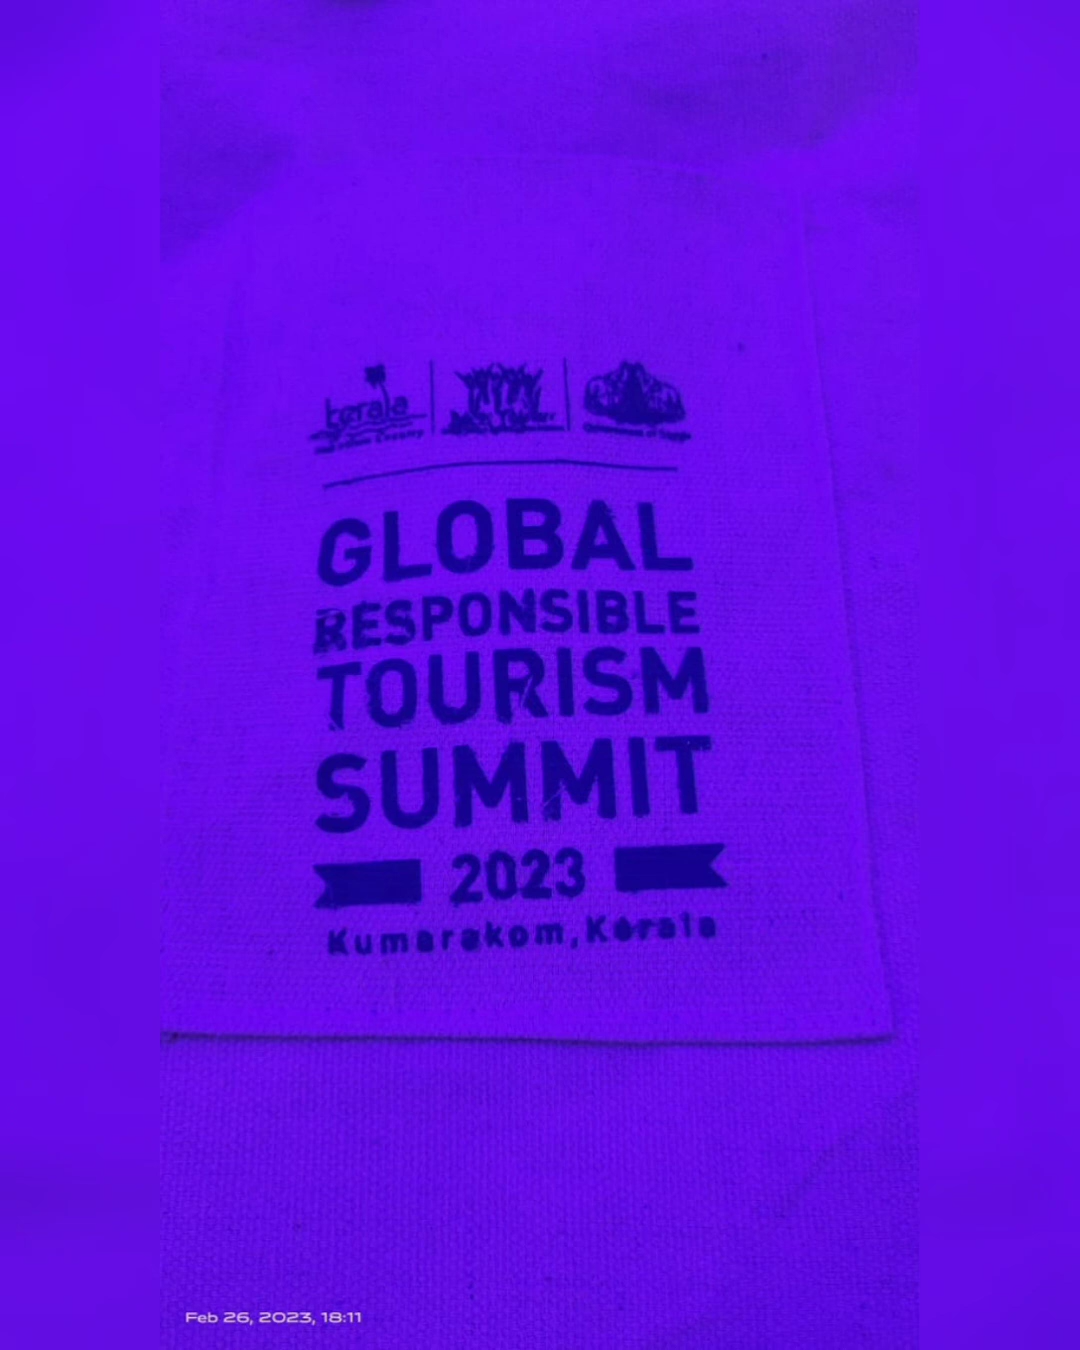 kerala
GLOBAL
RESPONSIBLE
TOURISM
SUMMIT
2023
Kumarakom, Kerala
Feb 26, 2023, 18:11